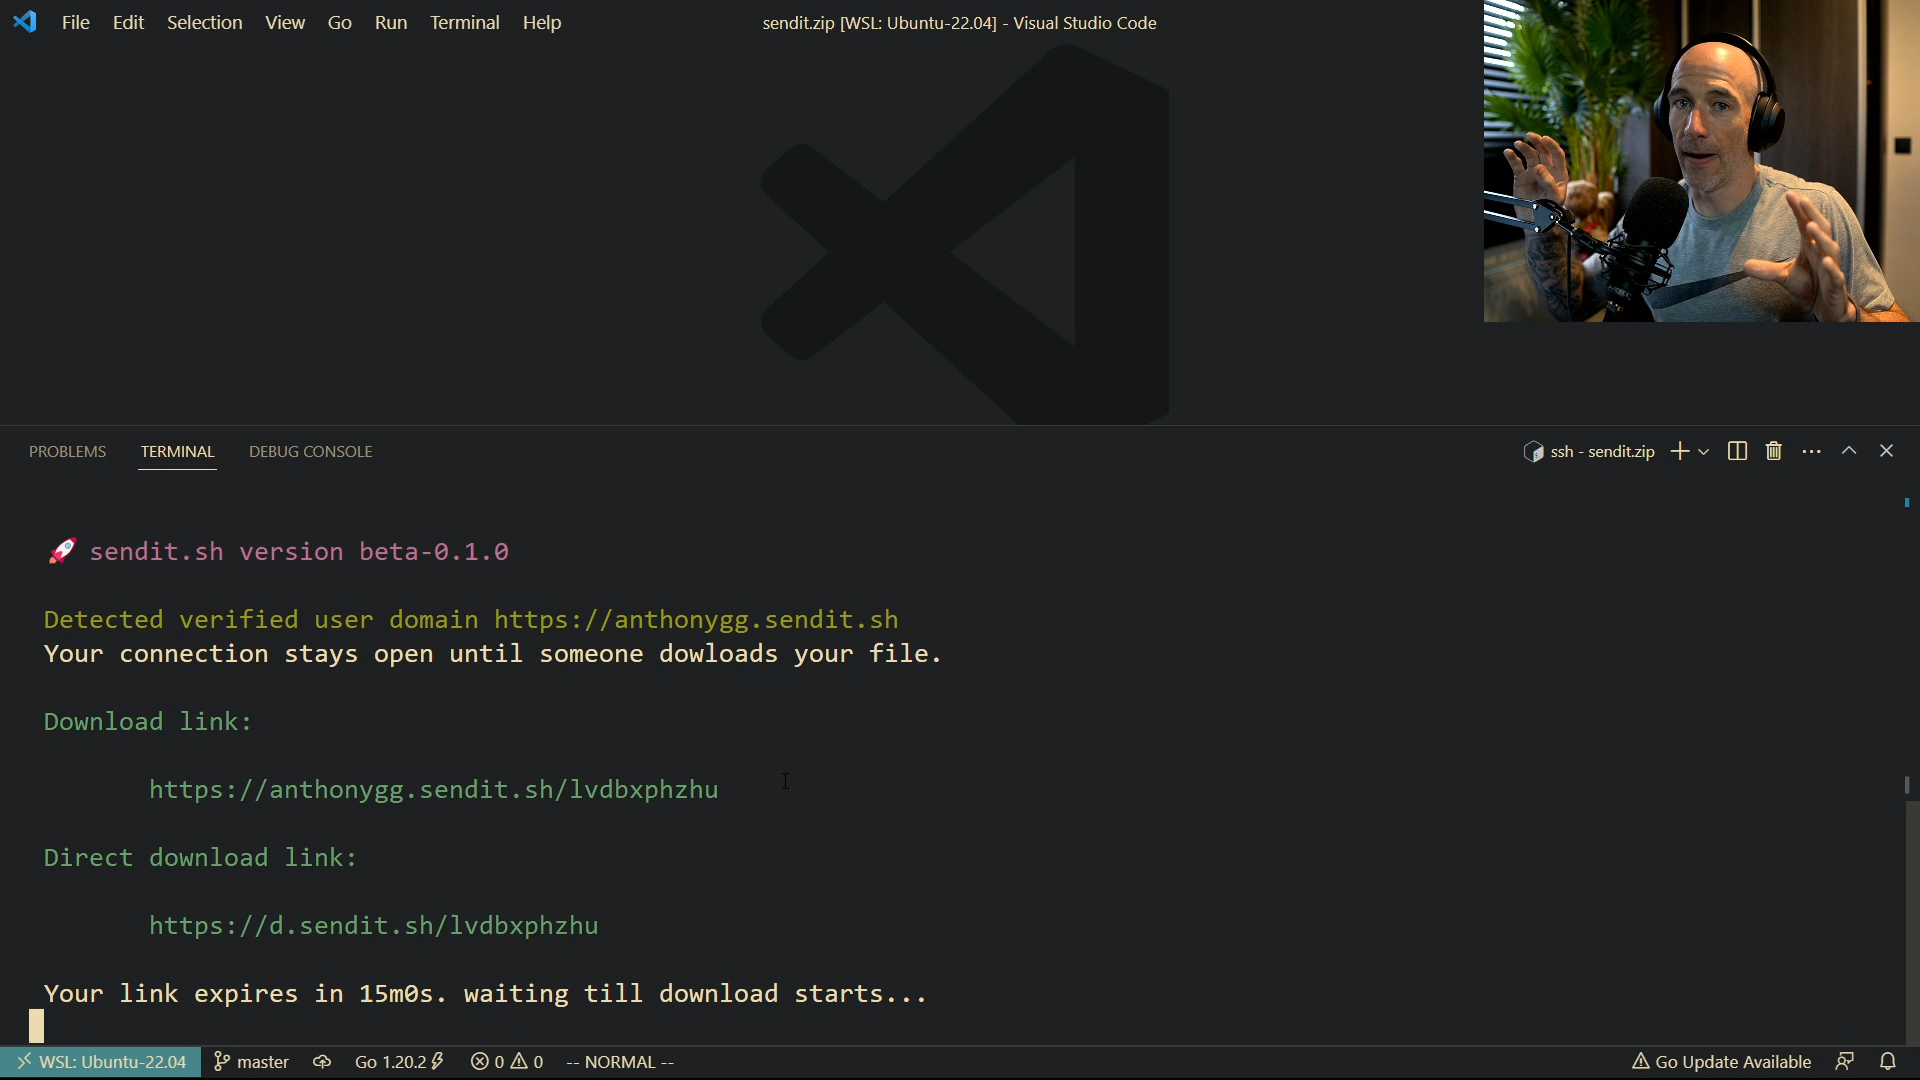 File Edit Selection View Go Run Terminal Help
sendit.zip [WSL: Ubuntu-22.04] - Visual Studio Code
PROBLEMS TERMINAL DEBUG CONSOLE
ssh - sendit.zip
🚀 sendit.sh version beta-0.1.0
Detected verified user domain https://anthonygg.sendit.sh
Your connection stays open until someone dowloads your file.
Download link:
https://anthonygg.sendit.sh/lvdbxphzhu
Direct download link:
https://d.sendit.sh/lvdbxphzhu
Your link expires in 15m0s. waiting till download starts...
WSL: Ubuntu-22.04 master Go 1.20.2 0 0 -- NORMAL -- Go Update Available